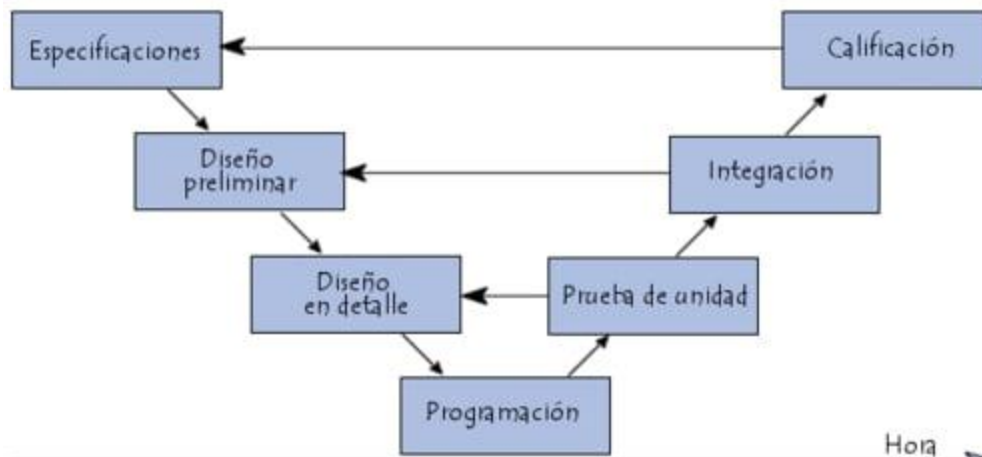 Especificaciones
Calificación
Diseño
preliminar
Integración
Diseño
en detalle
Prueba de unidad
Programación
Hora